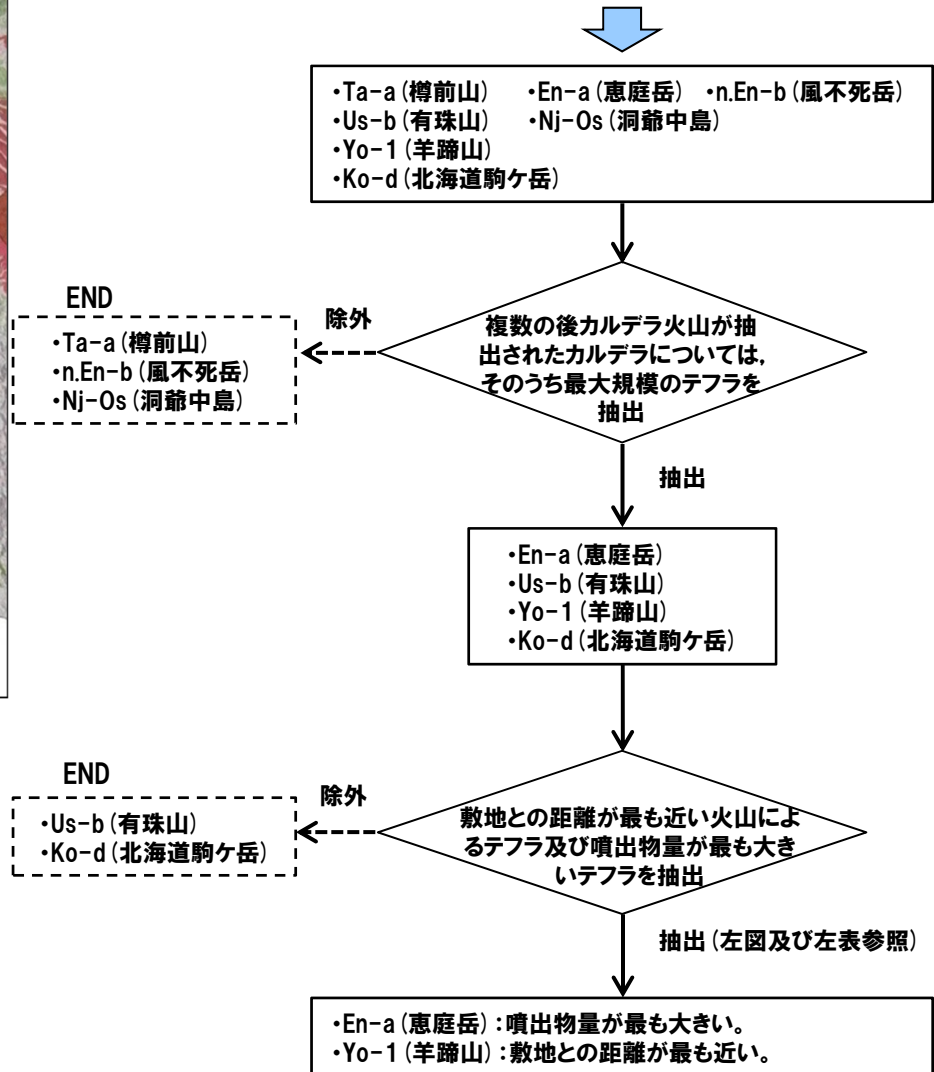 ・Ta-a(樽前山) ・En-a(恵庭岳) ・n.En-b(風不死岳)
・Us-b(有珠山) ・Nj-Os(洞爺中島)
・Yo-1(羊蹄山)
・Ko-d(北海道駒ケ岳)
複数の後カルデラ火山が抽
出されたカルデラについては,
そのうち最大規模のテフラを
抽出
除外
END
・Ta-a(樽前山)
・n.En-b(風不死岳)
・Nj-Os(洞爺中島)
抽出
・En-a(恵庭岳)
・Us-b(有珠山)
・Yo-1(羊蹄山)
・Ko-d(北海道駒ケ岳)
敷地との距離が最も近い火山によ
るテフラ及び噴出物量が最も大き
いテフラを抽出
除外
END
・Us-b(有珠山)
・Ko-d(北海道駒ケ岳)
抽出(左図及び左表参照)
・En-a(恵庭岳):噴出物量が最も大きい。
・Yo-1(羊蹄山):敷地との距離が最も近い。